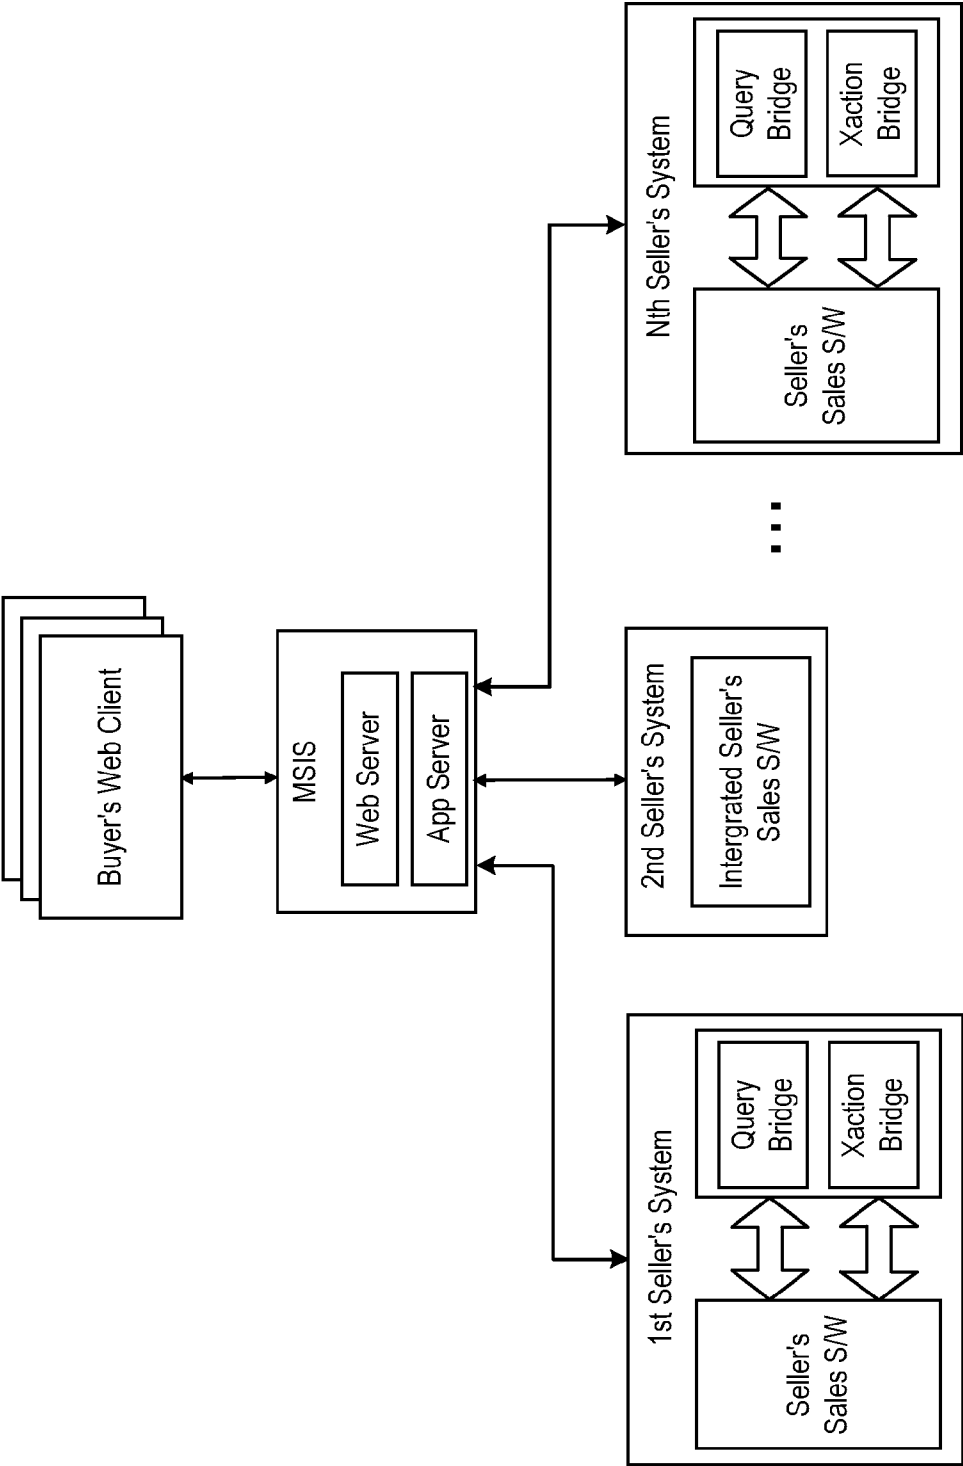 Buyer's Web Client
MSIS
Web Server
App Server
1st Seller's System
Seller's
Sales S/W
Query
Bridge
Xaction
Bridge
2nd Seller's System
Intergrated Seller's
Sales S/W
...
Nth Seller's System
Seller's
Sales S/W
Query
Bridge
Xaction
Bridge